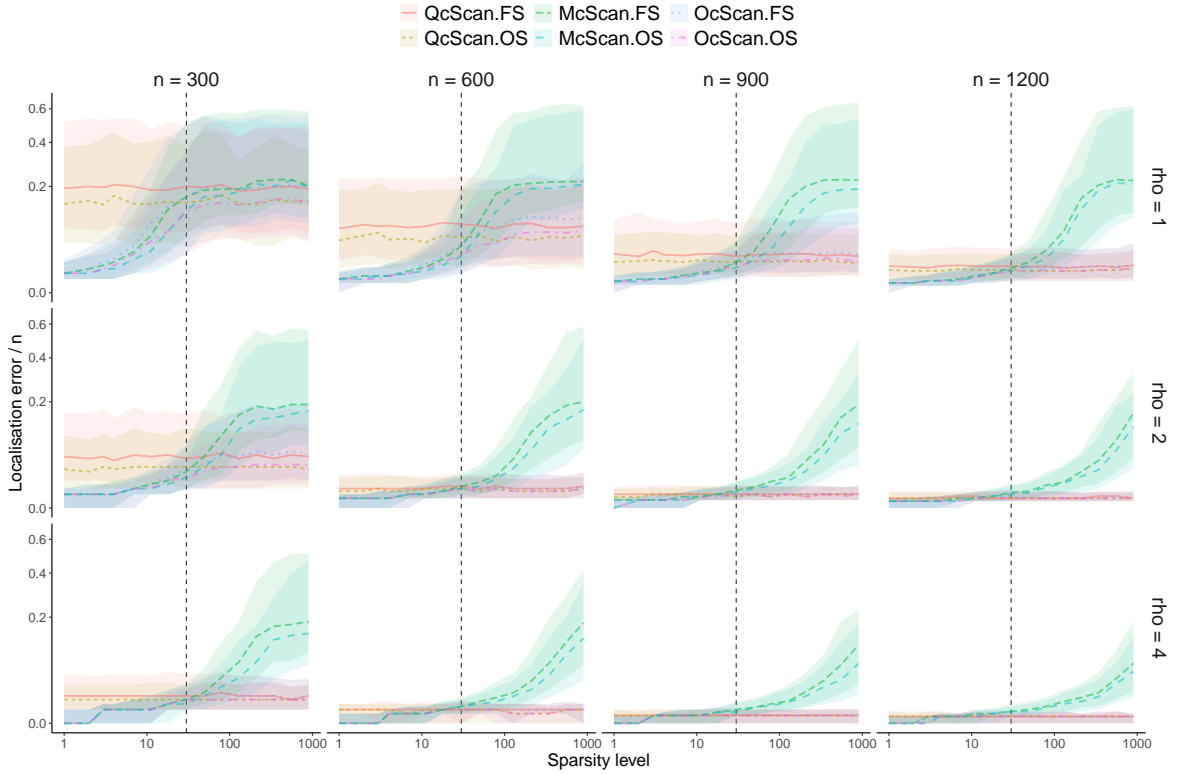 QcScan.FS McScan.FS OcScan.FS
QcScan.OS McScan.OS OcScan.OS
n = 300 n = 600 n = 900 n = 1200
0.6
0.4
0.2
0.0
rho = 1
0.6
0.4
0.2
0.0
rho = 2
0.6
0.4
0.2
0.0
rho = 4
Localisation error / n
1 10 100 1000 1 10 100 1000 1 10 100 1000 1 10 100 1000
Sparsity level